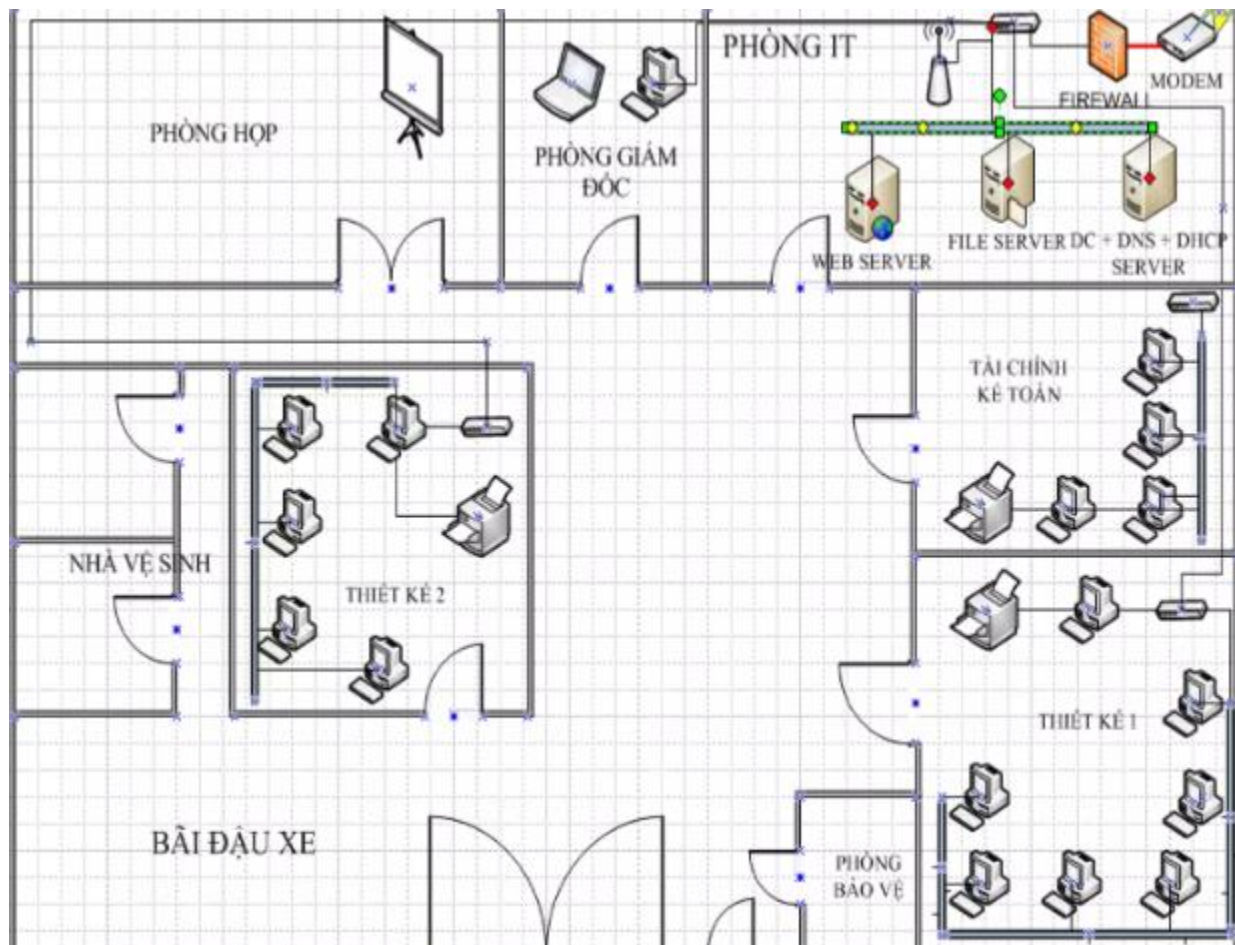 PHÒNG HỌP
PHÒNG GIÁM
ĐỐC
PHÒNG IT
FIREWALL
MODEM
WEB SERVER
FILE SERVER
DC + DNS + DHCP
SERVER
TÀI CHÍNH
KẾ TOÁN
NHÀ VỆ SINH
THIẾT KẾ 2
THIẾT KẾ 1
BÃI ĐẬU XE
PHÒNG
BẢO VỆ